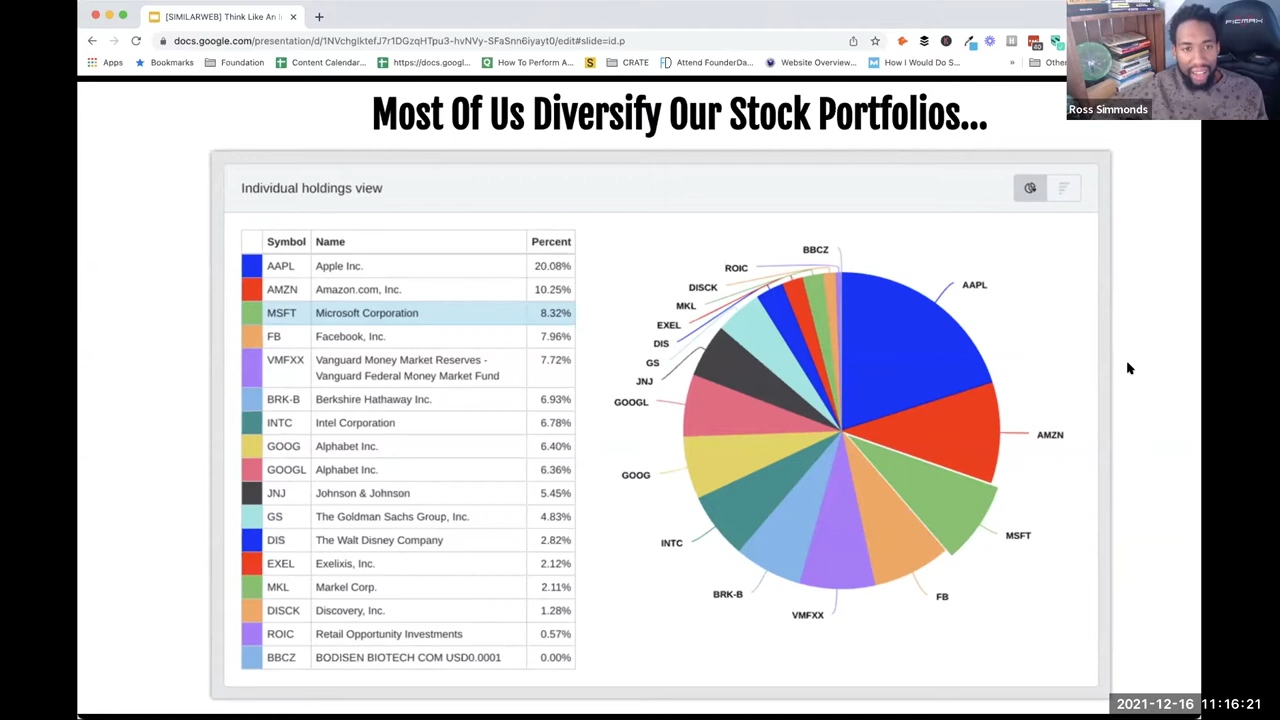 [SIMILARWEB] Think Like An I
docs.google.com/presentation/d/1NVchgIktefJ7r1DGzqHTpu3-hvNVy-SFaSnn6iyayt0/edit#slide=id.p
Apps Bookmarks Foundation Content Calendar... https://docs.googl... How To Perform A... CRATE Attend FounderDa... Website Overview... How I Would Do S... » Other
40
PICMAX
Ross Simmonds
Most Of Us Diversify Our Stock Portfolios...
Individual holdings view
Symbol Name Percent
AAPL Apple Inc. 20.08%
AMZN Amazon.com, Inc. 10.25%
MSFT Microsoft Corporation 8.32%
FB Facebook, Inc. 7.96%
VMFXX Vanguard Money Market Reserves - 7.72%
Vanguard Federal Money Market Fund
BRK-B Berkshire Hathaway Inc. 6.93%
INTC Intel Corporation 6.78%
GOOG Alphabet Inc. 6.40%
GOOGL Alphabet Inc. 6.36%
JNJ Johnson & Johnson 5.45%
GS The Goldman Sachs Group, Inc. 4.83%
DIS The Walt Disney Company 2.82%
EXEL Exelixis, Inc. 2.12%
MKL Markel Corp. 2.11%
DISCK Discovery, Inc. 1.28%
ROIC Retail Opportunity Investments 0.57%
BBCZ BODISEN BIOTECH COM USD0.0001 0.00%
BBCZ
ROIC
DISCK
MKL
EXEL
DIS
GS
JNJ
GOOGL
GOOG
INTC
BRK-B
VMFXX
FB
MSFT
AMZN
AAPL
2021-12-16 11:16:21